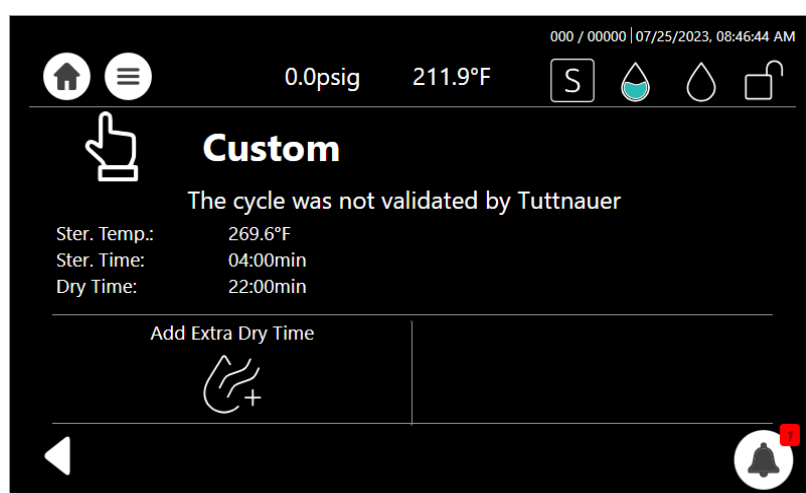 000 / 00000 | 07/25/2023, 08:46:44 AM
0.0psig 211.9°F S
Custom
The cycle was not validated by Tuttnauer
Ster. Temp.: 269.6°F
Ster. Time: 04:00min
Dry Time: 22:00min
Add Extra Dry Time
1